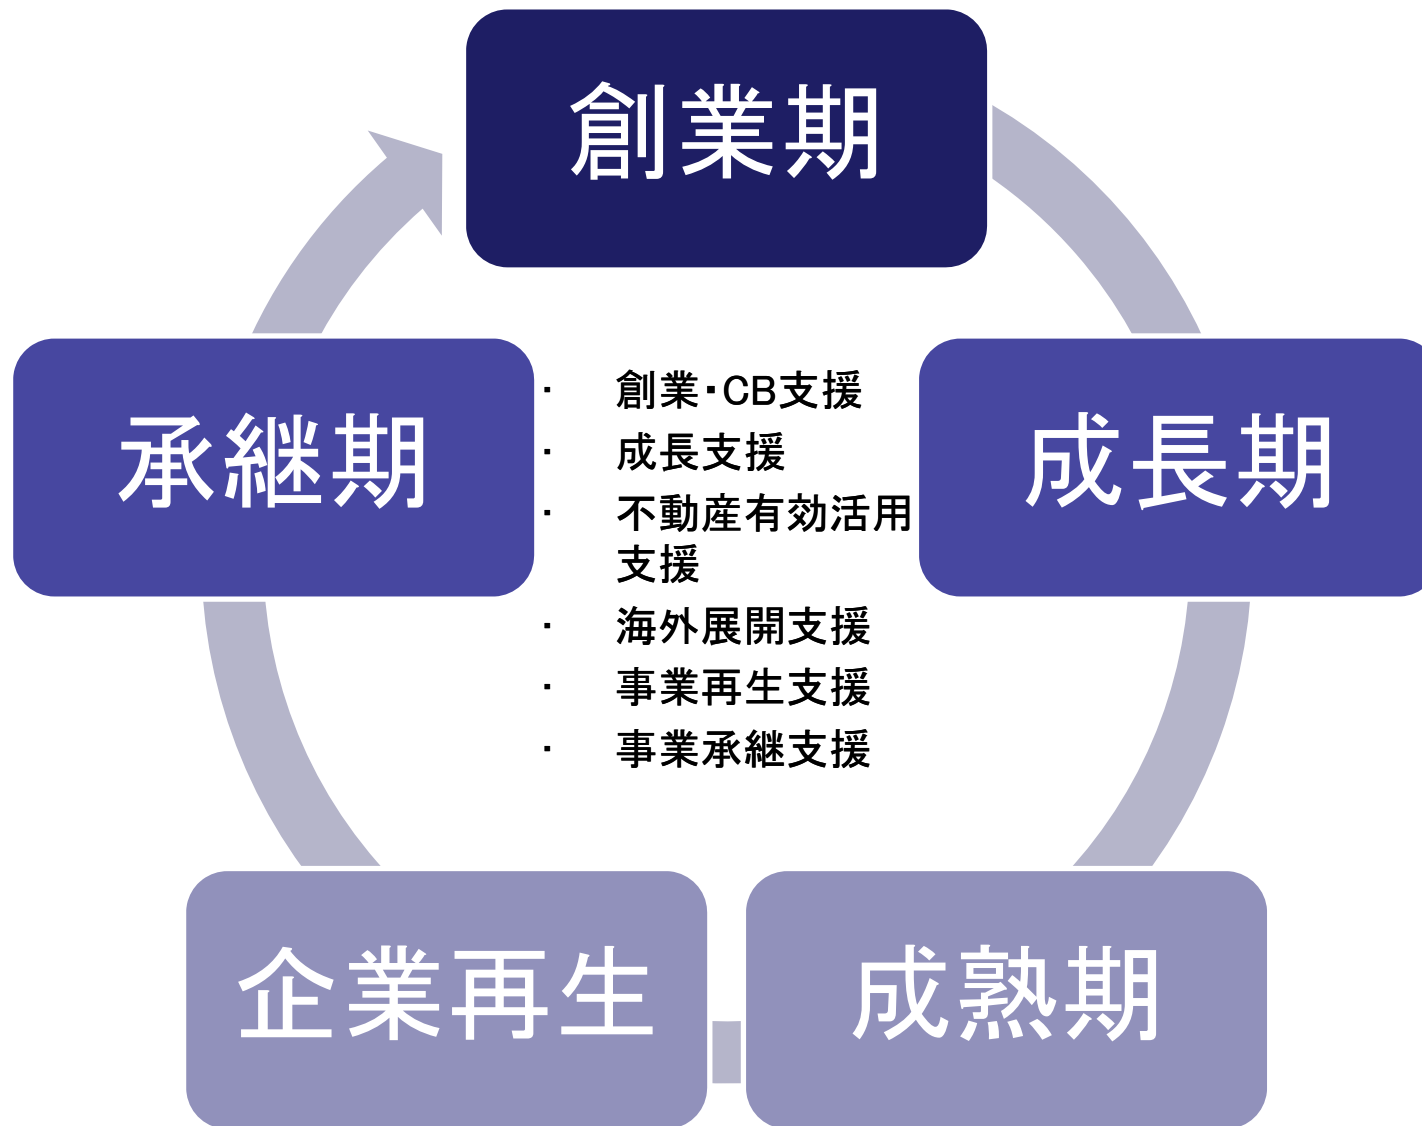 創業期
承継期
成長期
・ 創業・CB支援
・ 成長支援
・ 不動産有効活用
支援
・ 海外展開支援
・ 事業再生支援
・ 事業承継支援
企業再生
成熟期